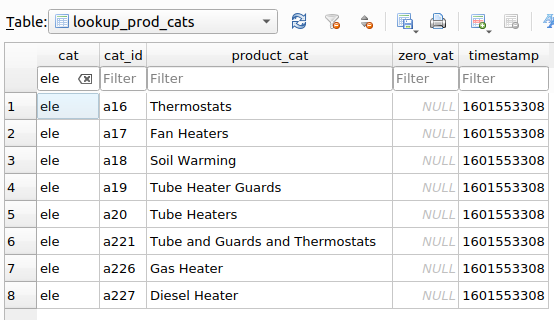 Table: lookup_prod_cats
cat cat_id product_cat zero_vat timestamp
ele Filter Filter Filter Filter
1 ele a16 Thermostats NULL 1601553308
2 ele a17 Fan Heaters NULL 1601553308
3 ele a18 Soil Warming NULL 1601553308
4 ele a19 Tube Heater Guards NULL 1601553308
5 ele a20 Tube Heaters NULL 1601553308
6 ele a221 Tube and Guards and Thermostats NULL 1601553308
7 ele a226 Gas Heater NULL 1601553308
8 ele a227 Diesel Heater NULL 1601553308